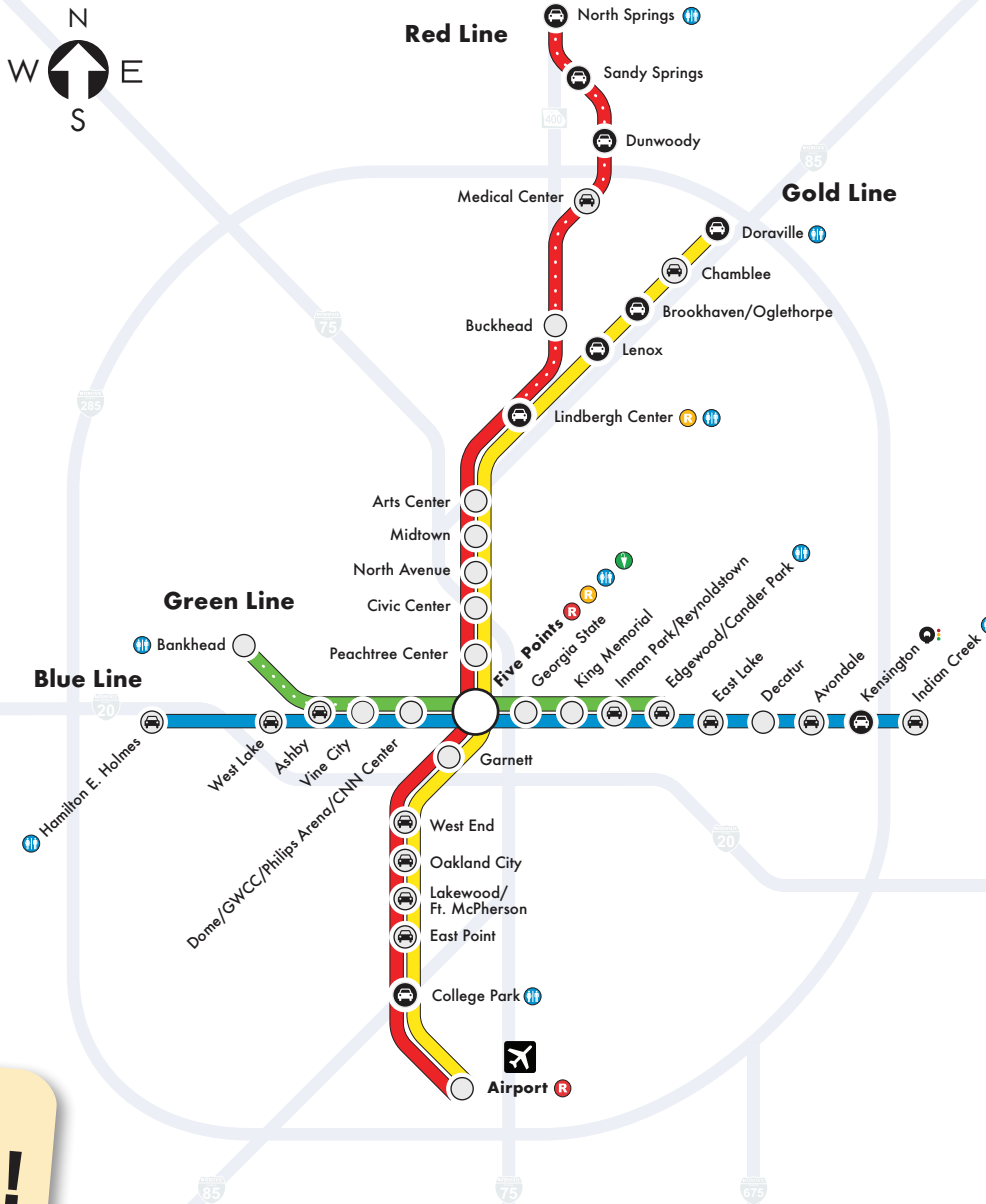 N
W E
S
Red Line
North Springs
Sandy Springs
400
Dunwoody
85
Medical Center
Gold Line
Doraville
Chamblee
75
Buckhead
Brookhaven/Oglethorpe
Lenox
285
Lindbergh Center R
Arts Center
Midtown
North Avenue
Civic Center
Peachtree Center
Green Line
Bankhead
Blue Line
20
Five Points R R
Georgia State
King Memorial
Inman Park/Reynoldstown
Edgewood/Candler Park
East Lake
Decatur
Avondale
Kensington
Indian Creek
Hamilton E. Holmes
West Lake
Ashby
Vine City
Dome/GWCC/Philips Arena/CNN Center
Garnett
West End
20
Oakland City
Lakewood/
Ft. McPherson
East Point
College Park
Airport R
!
85
75
675